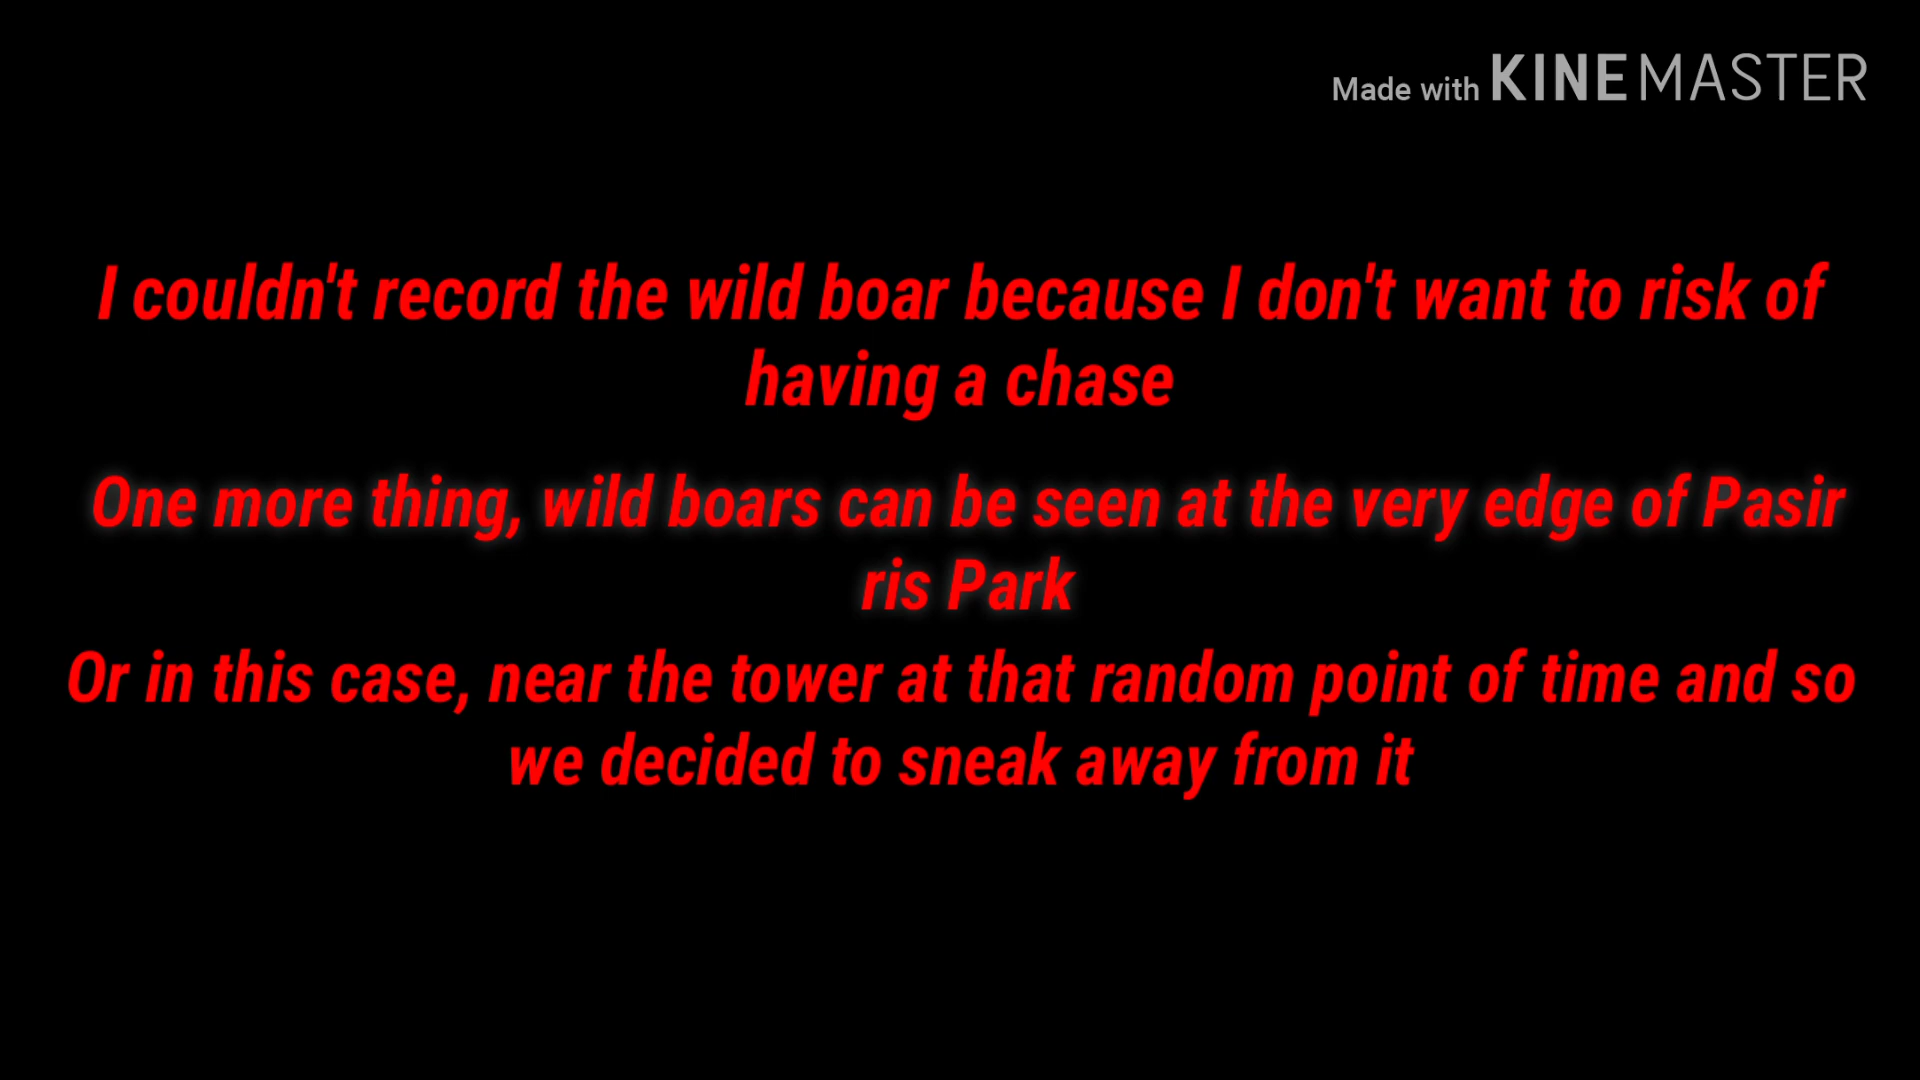 Made with KINEMASTER
I couldn't record the wild boar because I don't want to risk of
having a chase
One more thing, wild boars can be seen at the very edge of Pasir
ris Park
Or in this case, near the tower at that random point of time and so
we decided to sneak away from it